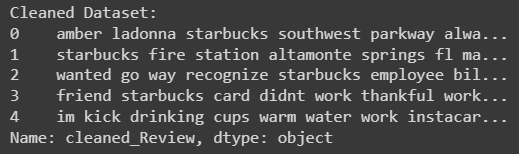 Cleaned Dataset:
0    amber ladonna starbucks southwest parkway alwa...
1    starbucks fire station altamonte springs fl ma...
2    wanted go way recognize starbucks employee bil...
3    friend starbucks card didnt work thankful work...
4    im kick drinking cups warm water work instacar...
Name: cleaned_Review, dtype: object